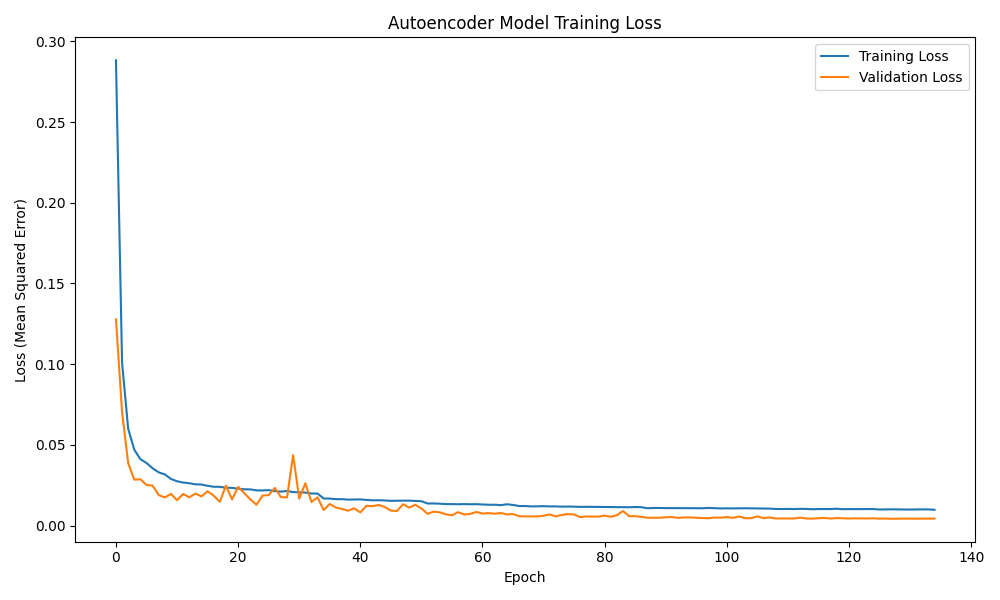 Autoencoder Model Training Loss
Training Loss
Validation Loss
Loss (Mean Squared Error)
0.30
0.25
0.20
0.15
0.10
0.05
0.00
0 20 40 60 80 100 120 140
Epoch